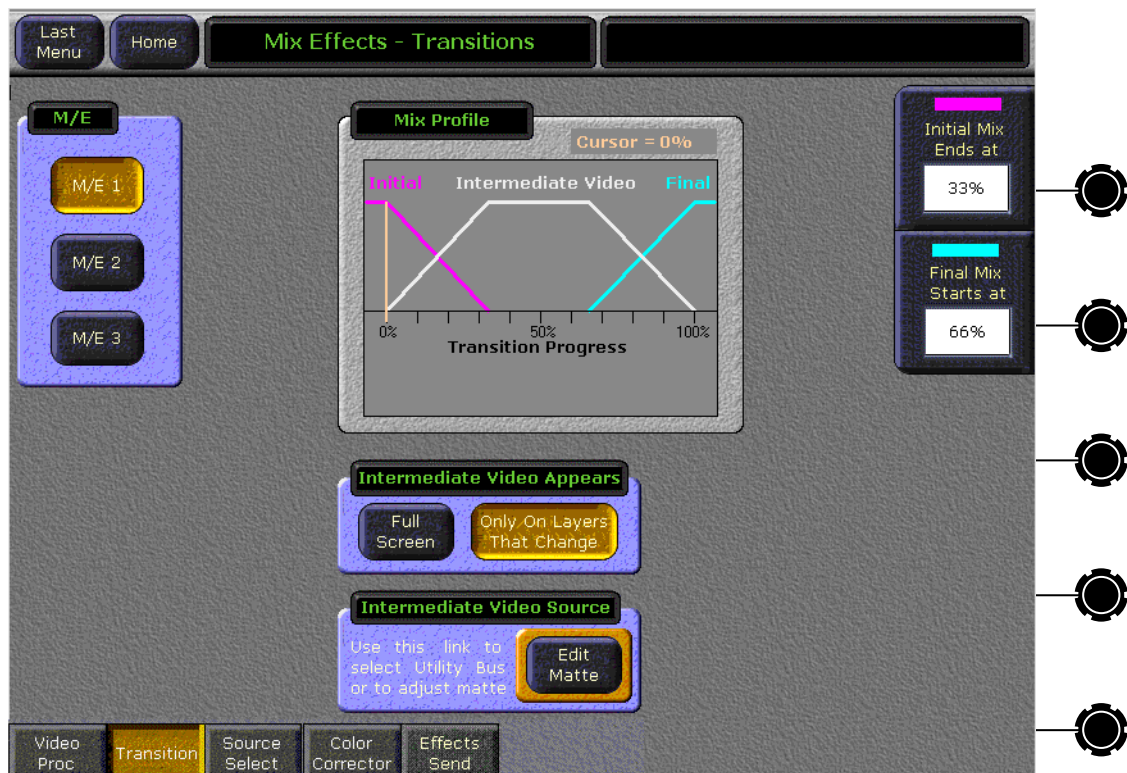 Last
Menu
Home
Mix Effects - Transitions
M/E
M/E 1
M/E 2
M/E 3
Mix Profile
Cursor = 0%
Initial
Intermediate Video
Final
0%
50%
100%
Transition Progress
Initial Mix
Ends at
33%
Final Mix
Starts at
66%
Intermediate Video Appears
Full
Screen
Only On Layers
That Change
Intermediate Video Source
Use this link to
select Utility Bus
or to adjust matte
Edit
Matte
Video
Proc
Transition
Source
Select
Color
Corrector
Effects
Send